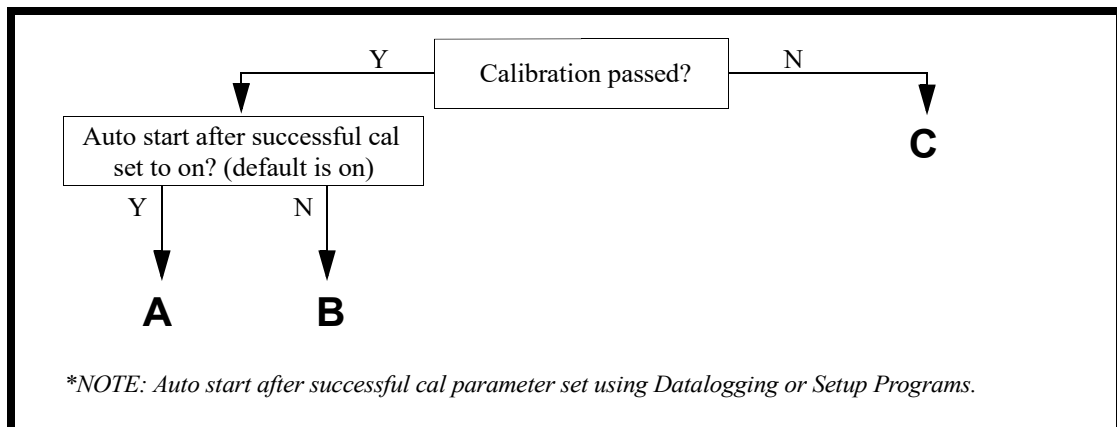 Calibration passed?
Y
N
Auto start after successful cal
set to on? (default is on)
C
Y
N
A
B
*NOTE: Auto start after successful cal parameter set using Datalogging or Setup Programs.